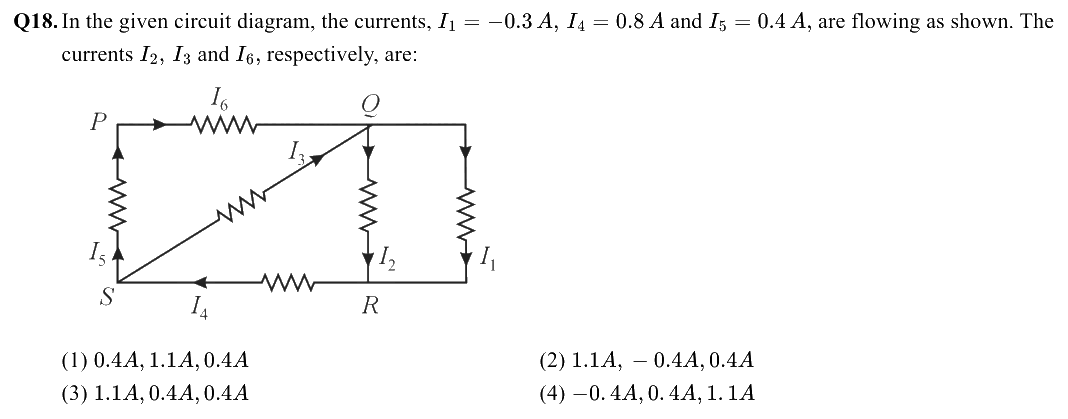 Q18. In the given circuit diagram, the currents, I₁ = −0.3 A, I₄ = 0.8 A and I₅ = 0.4 A, are flowing as shown. The
currents I₂, I₃ and I₆, respectively, are:
I₆
Q
P
I₃
I₅
I₂
I₁
S
I₄
R
(1) 0.4A, 1.1A, 0.4A
(2) 1.1A, − 0.4A, 0.4A
(3) 1.1A, 0.4A, 0.4A
(4) −0. 4A, 0. 4A, 1. 1A